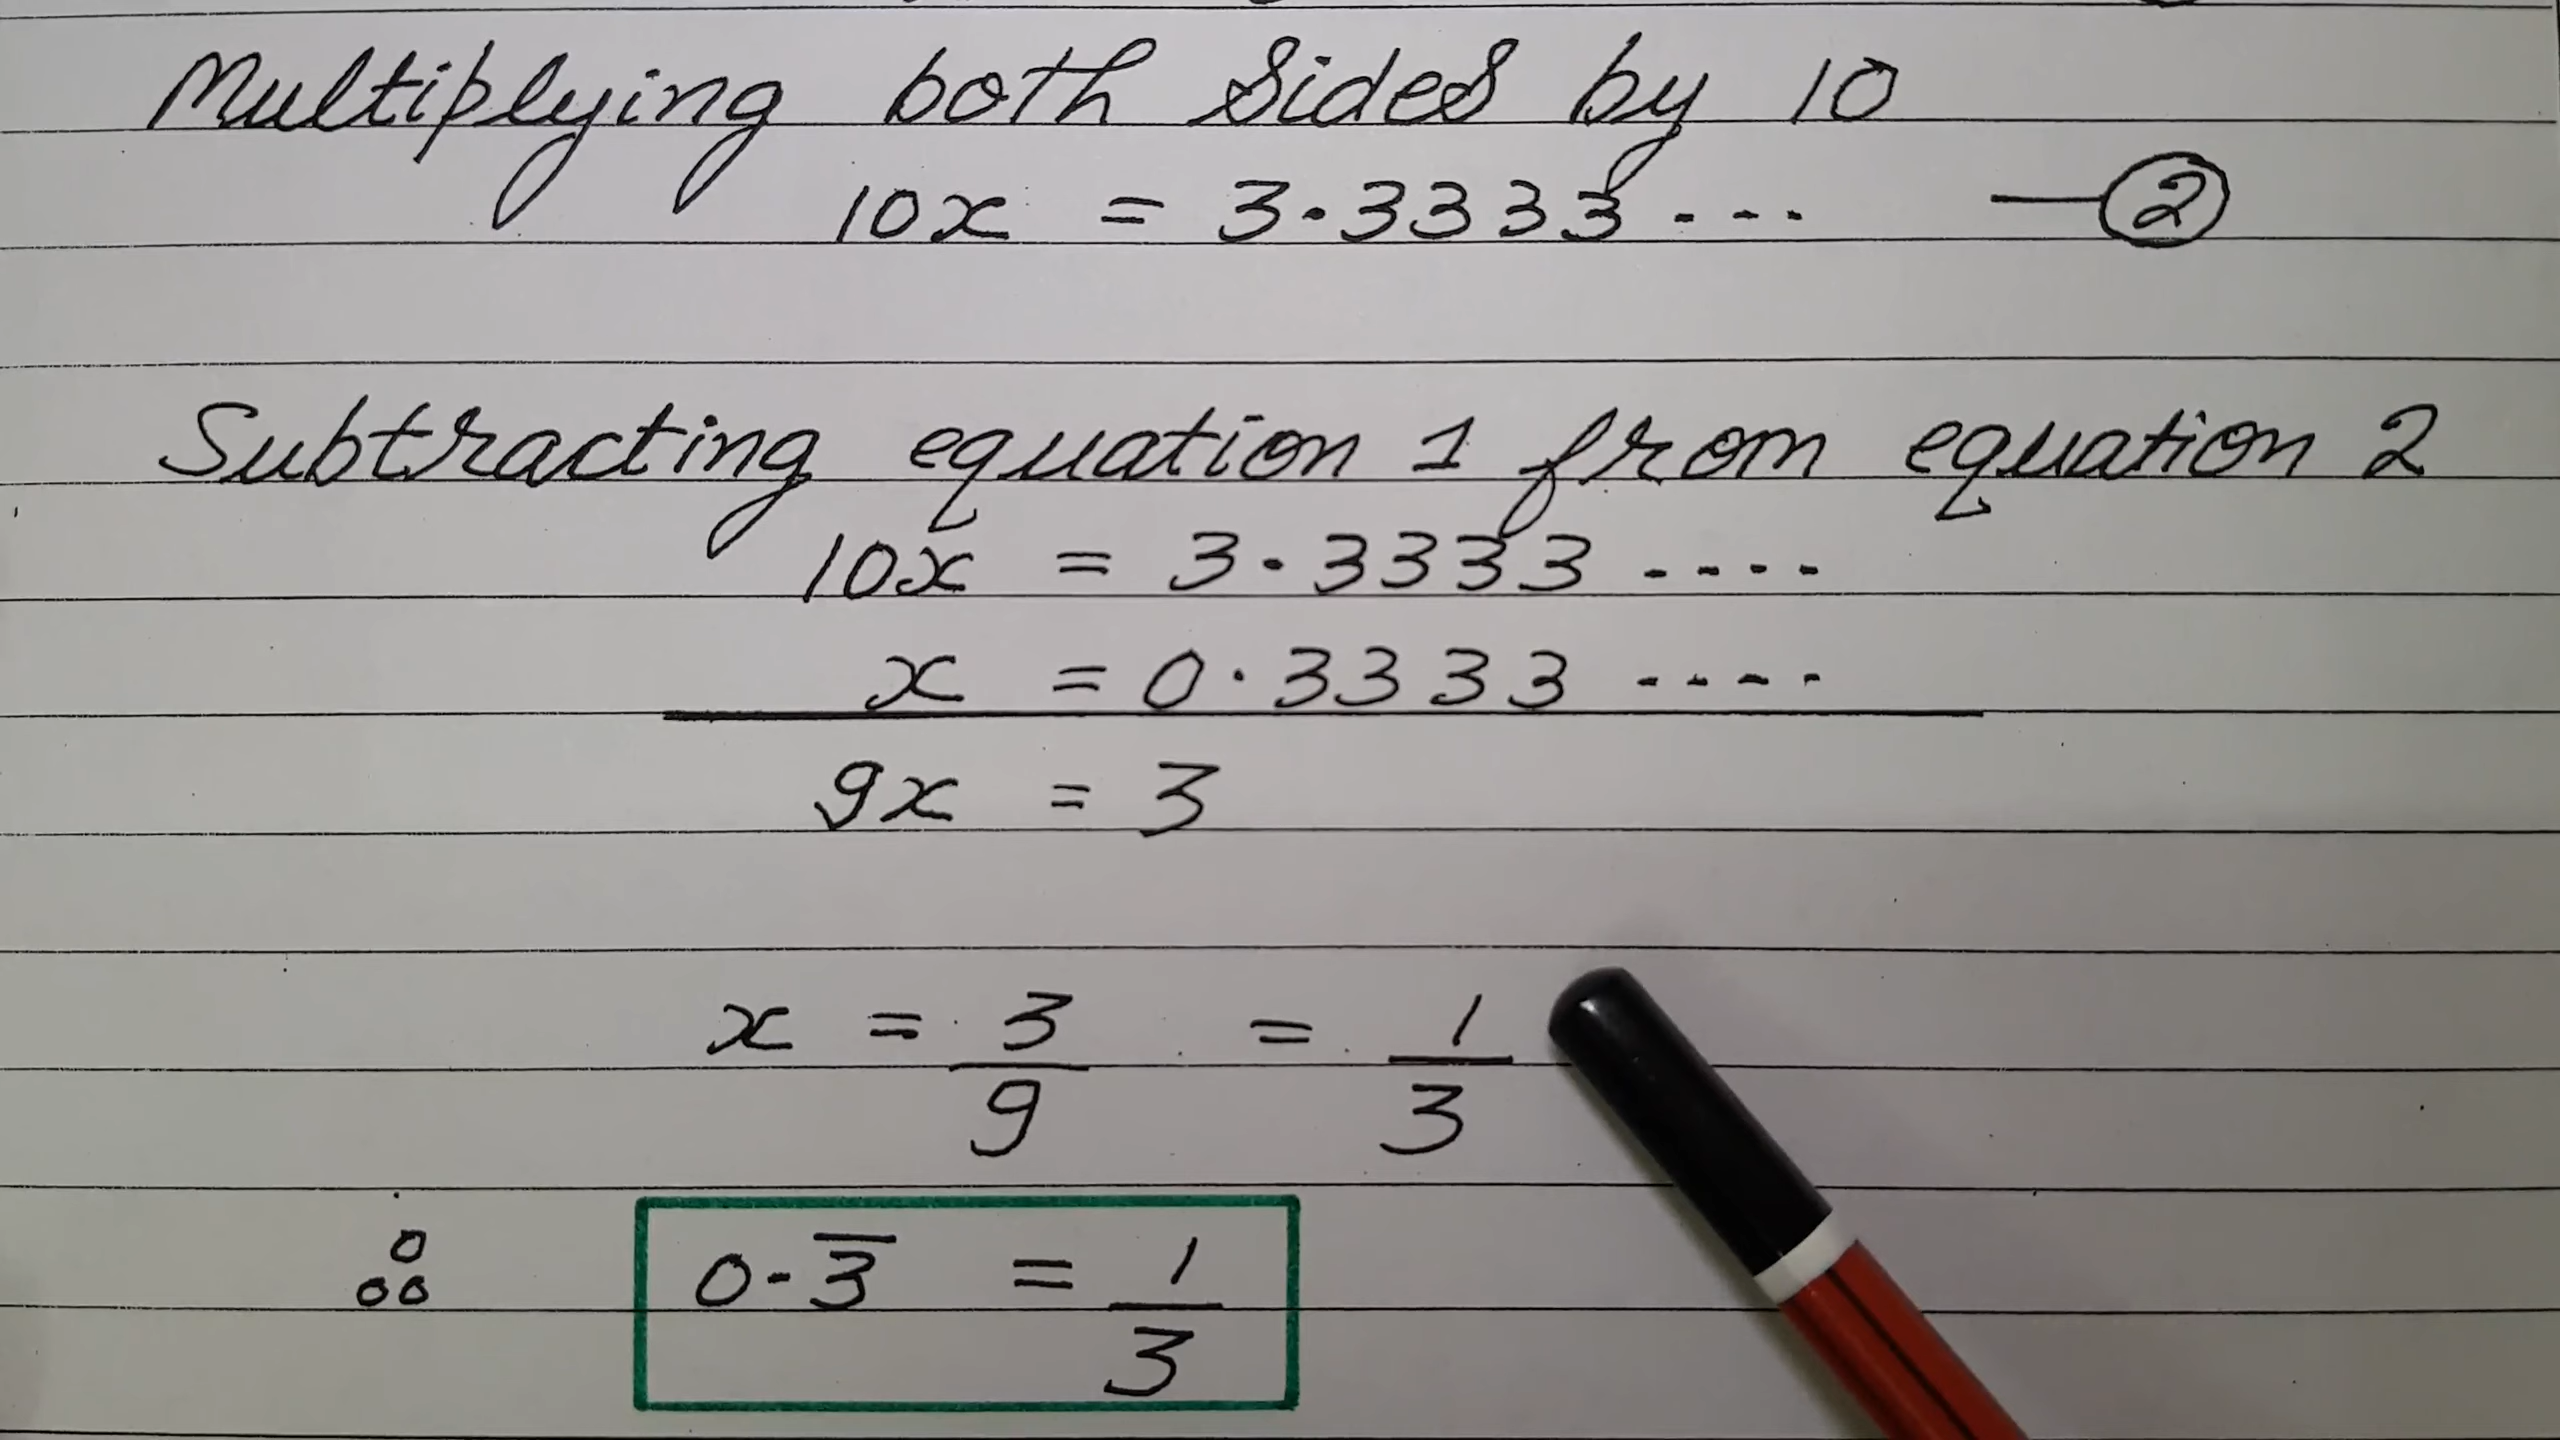 Multiplying both sides by 10
10x = 3.3333... —②
Subtracting equation 1 from equation 2
10x = 3.3333....
x = 0.3333....
9x = 3
x = 3/9 = 1/3
∴ 0.3̅ = 1/3